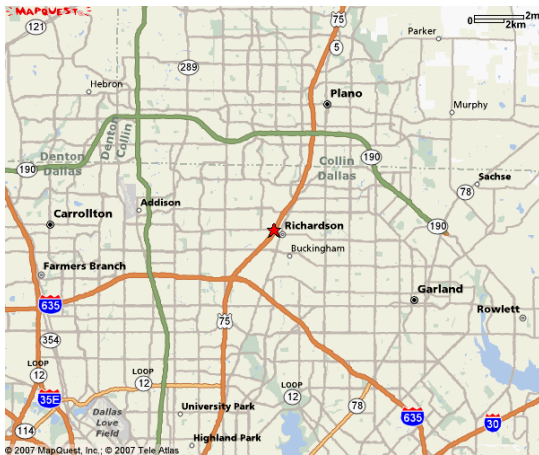 MAPQUEST
75
2m
2km
121
Parker
5
289
Hebron
Plano
Murphy
Denton
Collin
Denton
Dallas
Collin
Dallas
190
190
78
Sachse
Addison
Carrollton
Richardson
190
Buckingham
Farmers Branch
635
Garland
Rowlett
75
354
LOOP
12
LOOP
12
LOOP
12
35E
University Park
78
635
30
Dallas
Love
Field
114
Highland Park
© 2007 MapQuest, Inc.; © 2007 Tele Atlas
0